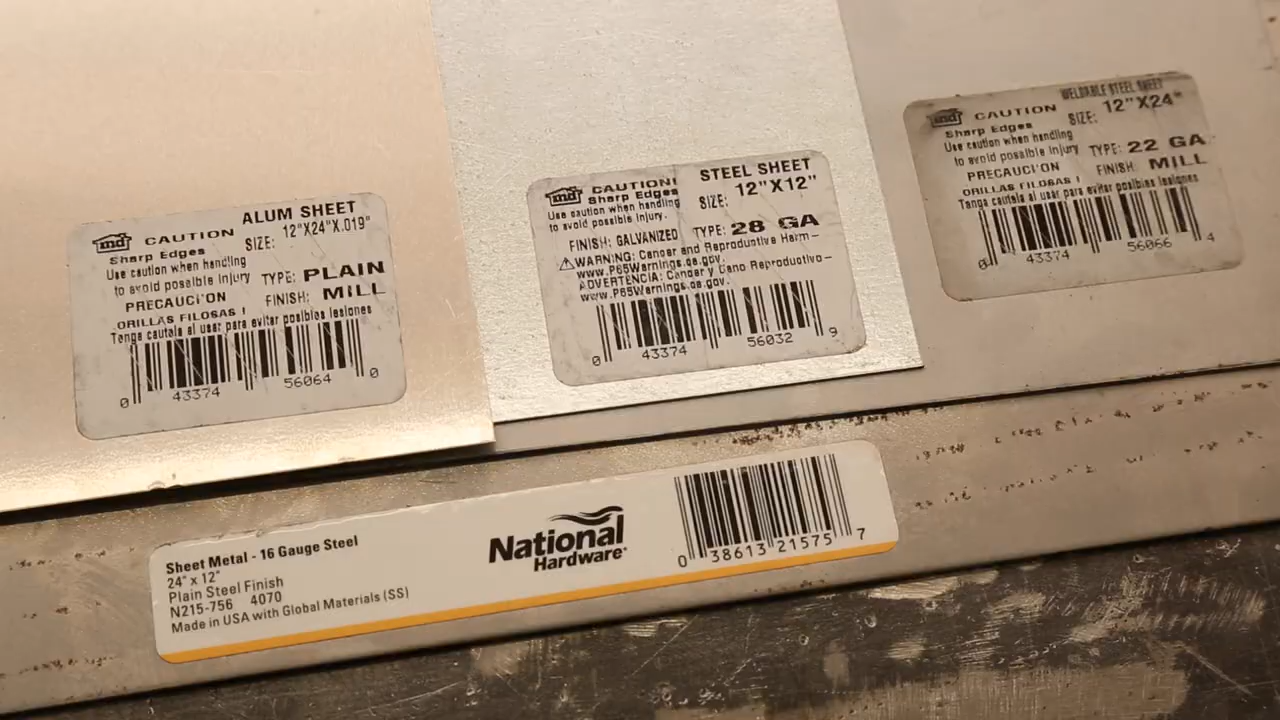 ALUM SHEET
md CAUTION SIZE: 12"X24"X.019"
Sharp Edges
Use caution when handling
to avoid possible injury TYPE: PLAIN
PRECAUCI'ON FINISH: MILL
ORILLAS FILOSAS !
Tenga cautela al usar para evitar posibles lesiones
0 43374 56064 0
STEEL SHEET
md CAUTION! SIZE: 12"X12"
Sharp Edges
Use caution when handling
to avoid possible injury.
FINISH: GALVANIZED TYPE: 28 GA
WARNING: Cancer and Reproductive Harm-
www.P65Warnings.ca.gov.
ADVERTENCIA: Cancer y Dano Reproductivo-
www.P65Warnings.ca.gov.
0 43374 56032 9
WELDABLE STEEL SHEET
md CAUTION SIZE: 12"X24"
Sharp Edges
Use caution when handling
to avoid possible injury TYPE: 22 GA
PRECAUCI'ON FINISH: MILL
ORILLAS FILOSAS !
Tenga cautela al usar para evitar posibles lesiones
0 43374 56066 4
Sheet Metal - 16 Gauge Steel
24" x 12"
Plain Steel Finish
N215-756 4070
Made in USA with Global Materials (SS)
National
Hardware®
0 38613 21575 7